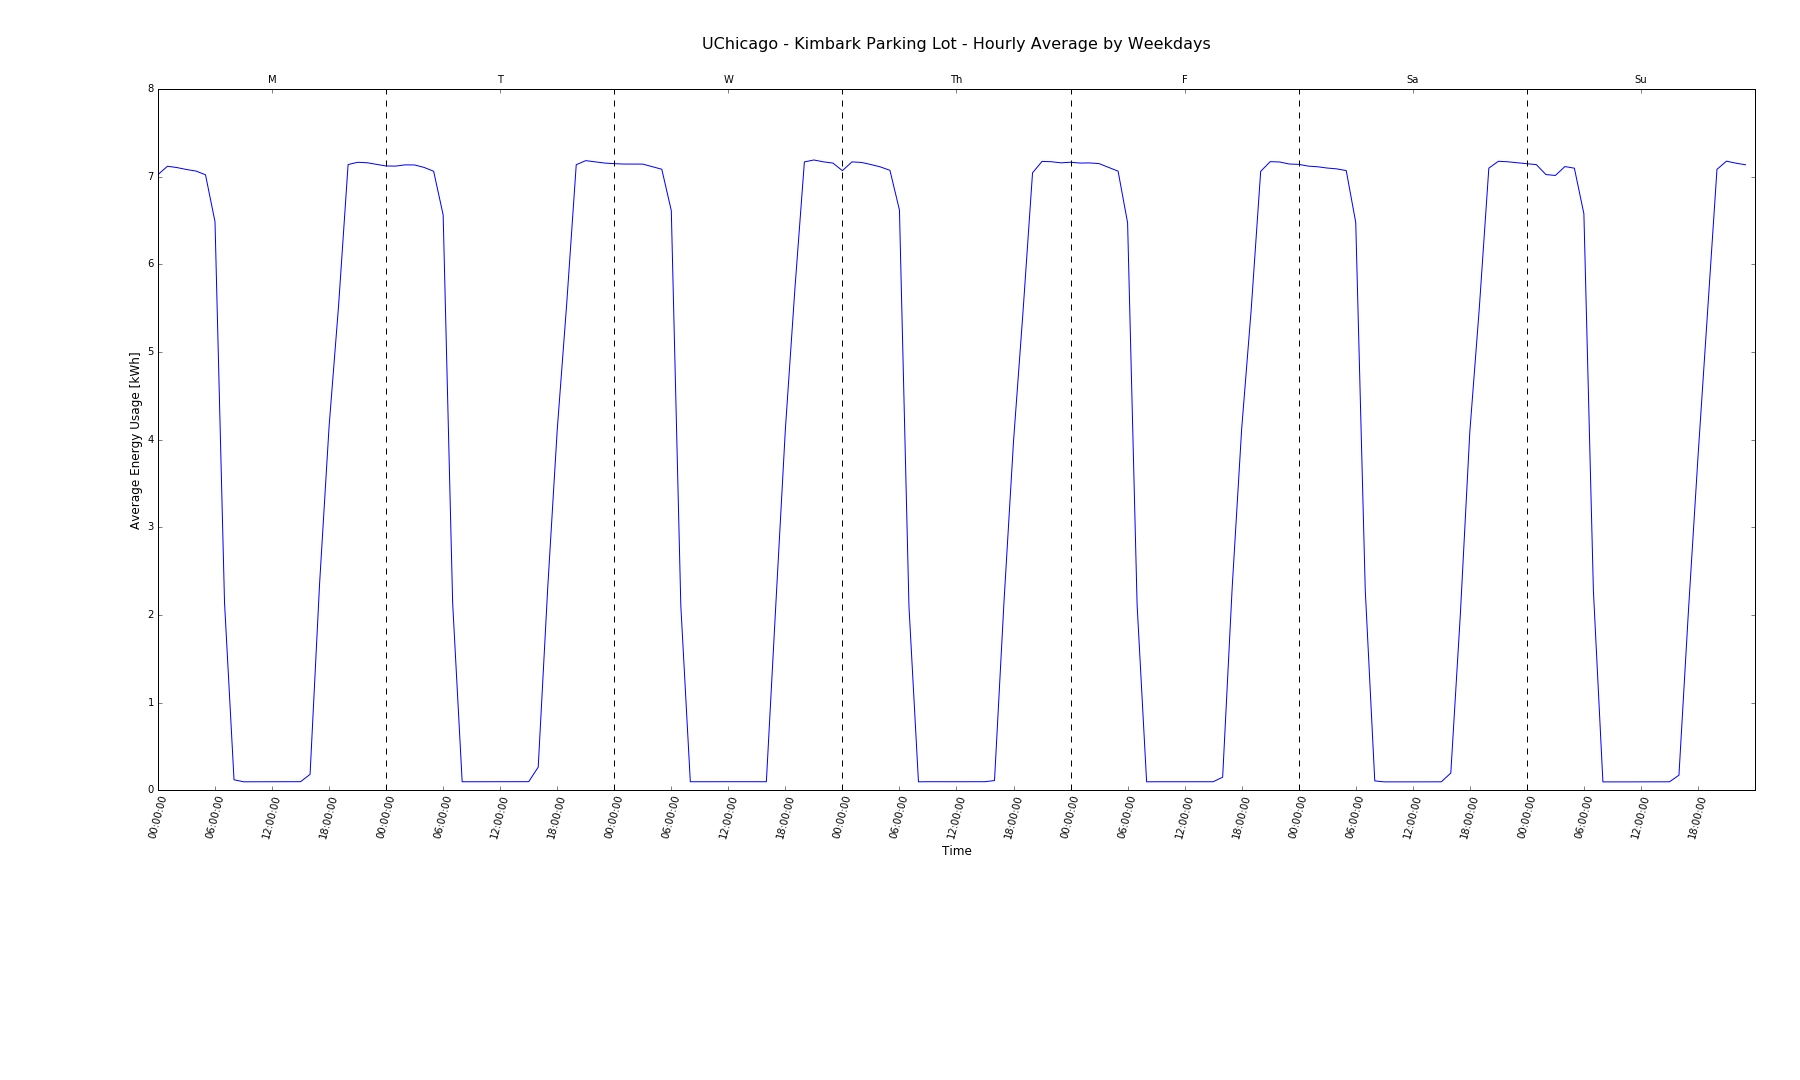 UChicago - Kimbark Parking Lot - Hourly Average by Weekdays
M T W Th F Sa Su
8
7
6
5
4
3
2
1
0
Average Energy Usage [kWh]
00:00:00 06:00:00 12:00:00 18:00:00 00:00:00 06:00:00 12:00:00 18:00:00 00:00:00 06:00:00 12:00:00 18:00:00 00:00:00 06:00:00 12:00:00 18:00:00 00:00:00 06:00:00 12:00:00 18:00:00 00:00:00 06:00:00 12:00:00 18:00:00 00:00:00 06:00:00 12:00:00 18:00:00
Time